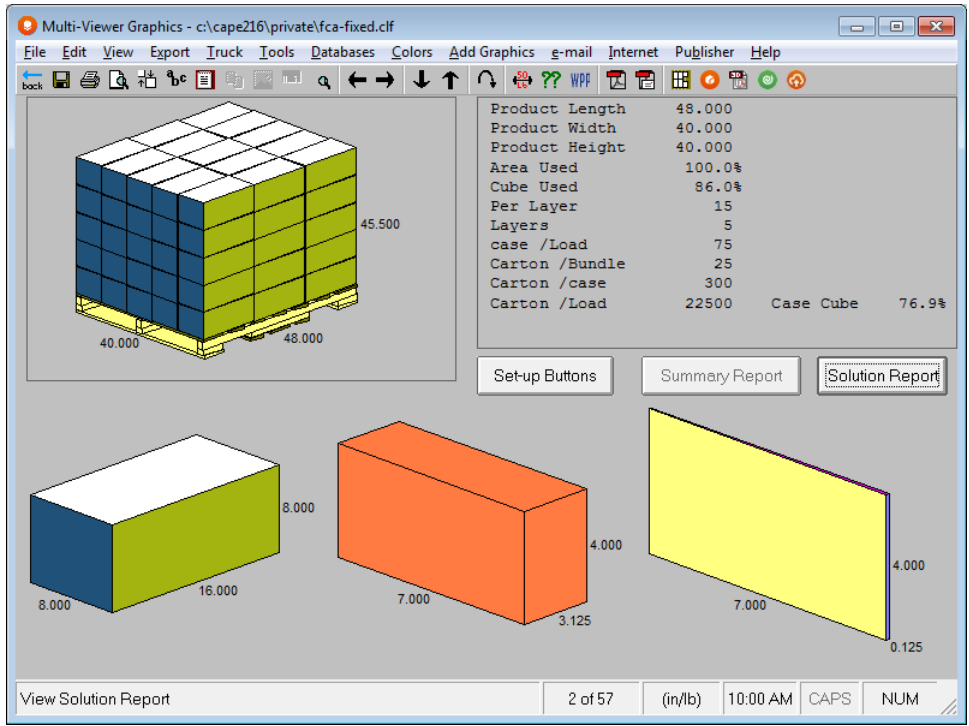 Multi-Viewer Graphics - c:\cape216\private\fca-fixed.clf
File Edit View Export Truck Tools Databases Colors Add Graphics e-mail Internet Publisher Help
back ?? WPF
Product Length 48.000
Product Width 40.000
Product Height 40.000
Area Used 100.0%
Cube Used 86.0%
Per Layer 15
Layers 5
case /Load 75
Carton /Bundle 25
Carton /case 300
Carton /Load 22500 Case Cube 76.9%
45.500
40.000
48.000
Set-up Buttons Summary Report Solution Report
8.000
16.000
8.000
4.000
7.000
3.125
4.000
7.000
0.125
View Solution Report 2 of 57 (in/lb) 10:00 AM CAPS NUM